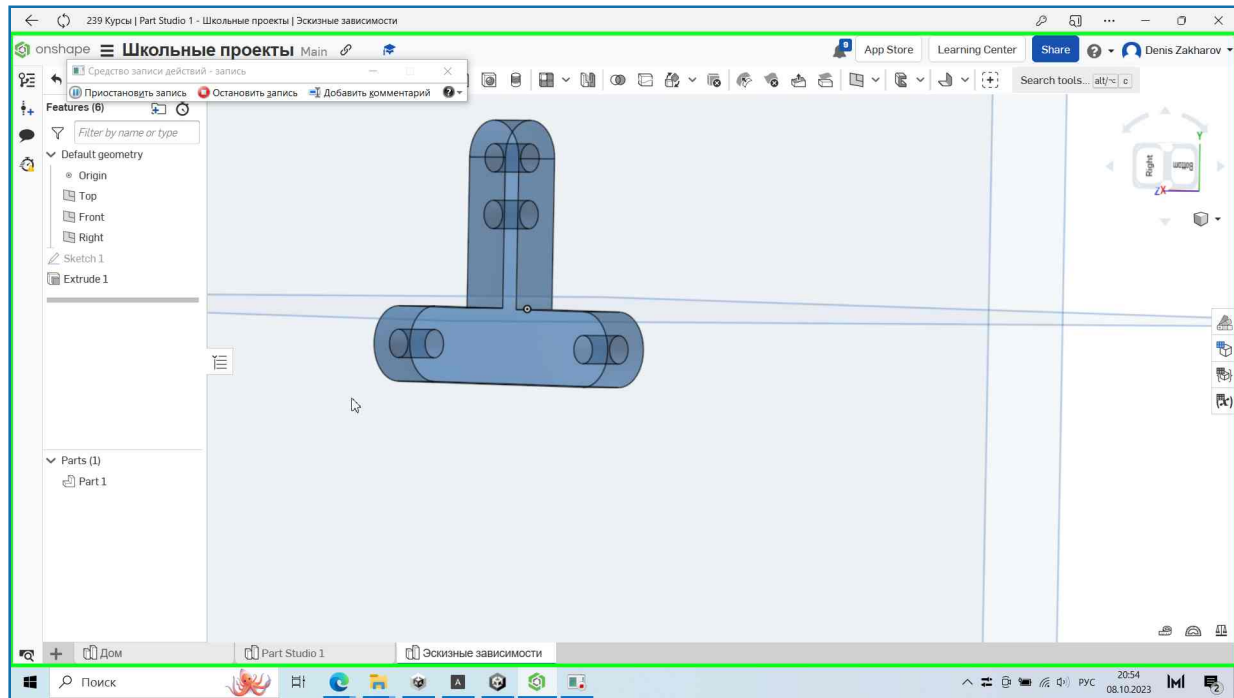 239 Курсы | Part Studio 1 - Школьные проекты | Эскизные зависимости
onshape Школьные проекты Main 9 App Store Learning Center Share Denis Zakharov
Средство записи действий - запись
Search tools... alt/⌥ c
Приостановить запись Остановить запись Добавить комментарий
Features (6)
Filter by name or type
Default geometry
Origin
Top
Front
Right
Sketch 1
Extrude 1
Y
Right Bottom
Z X
(x)
Parts (1)
Part 1
Дом Part Studio 1 Эскизные зависимости
Поиск
РУС
20:54
08.10.2023
2